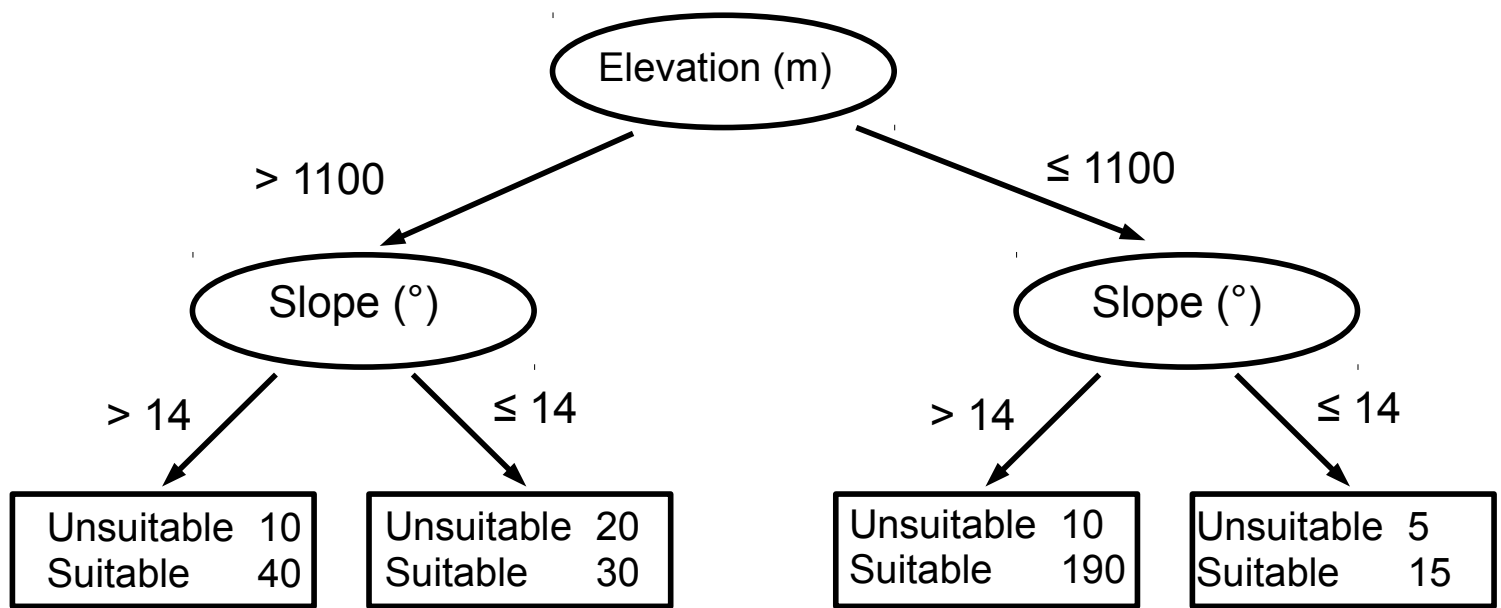 Elevation (m)
> 1100
≤ 1100
Slope (°)
Slope (°)
> 14
≤ 14
> 14
≤ 14
Unsuitable 10
Suitable 40
Unsuitable 20
Suitable 30
Unsuitable 10
Suitable 190
Unsuitable 5
Suitable 15